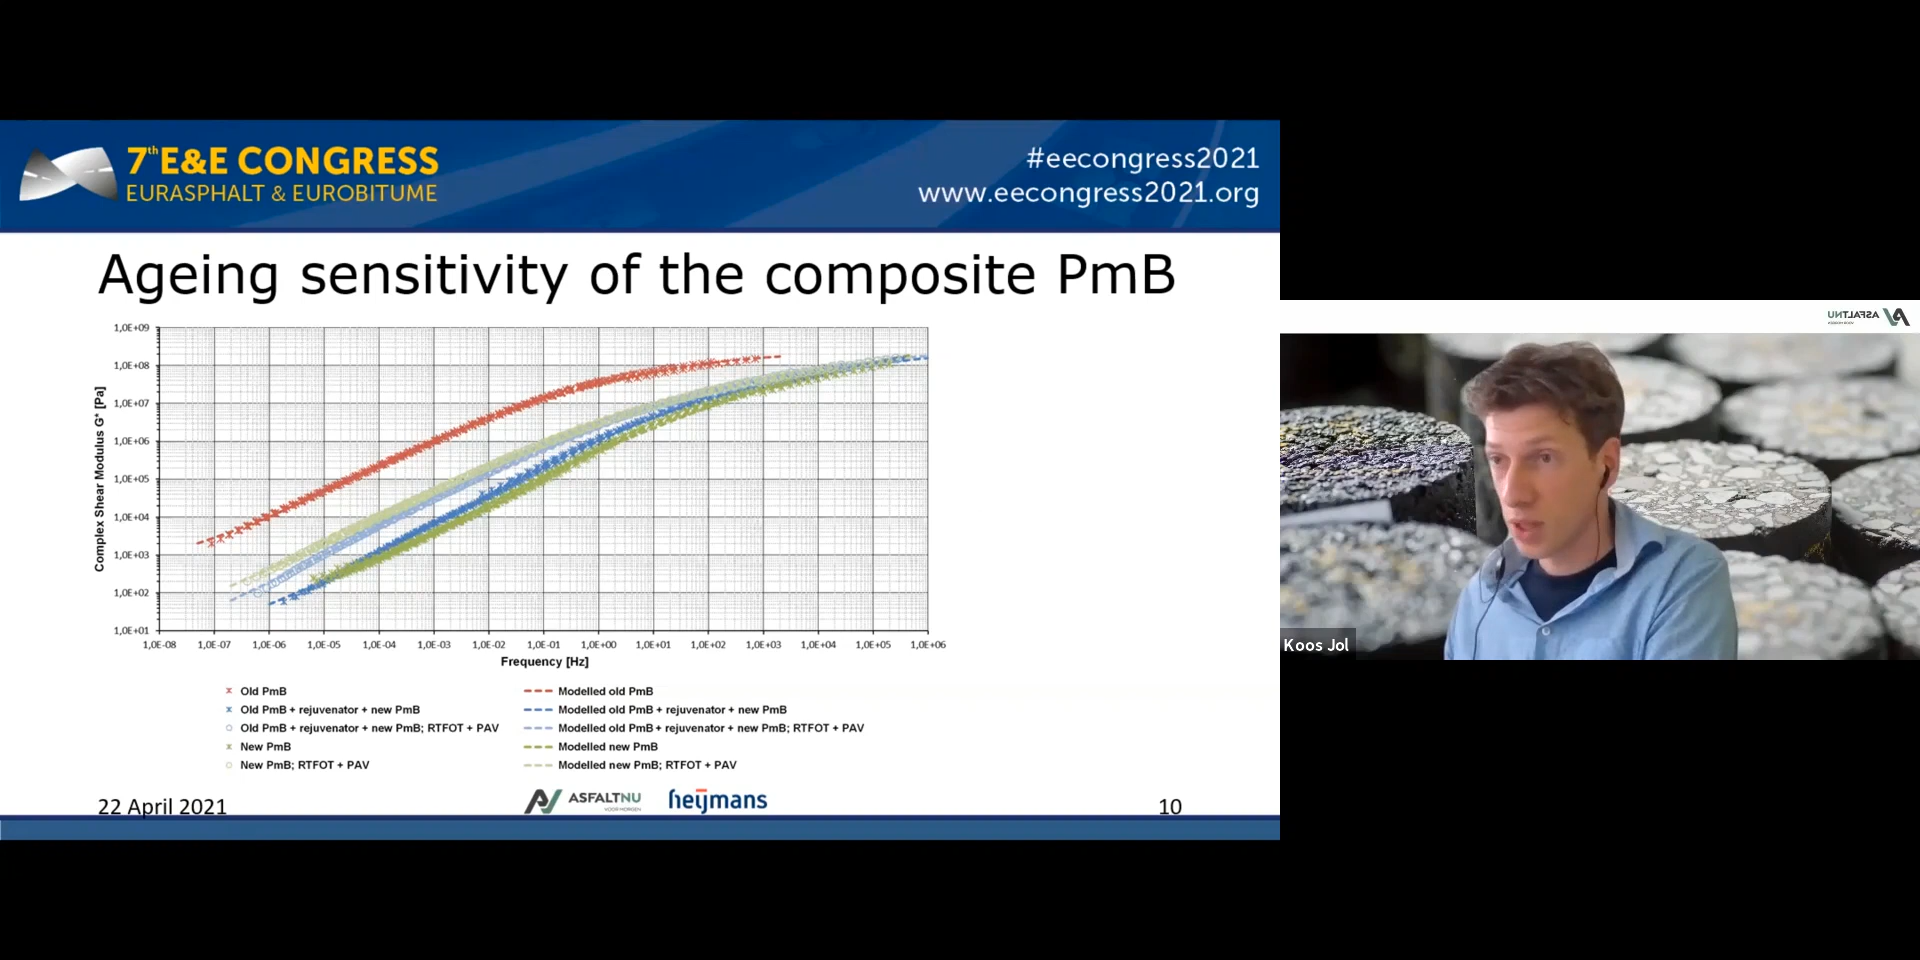 7th E&E CONGRESS
EURASPHALT & EUROBITUME
#eecongress2021
www.eecongress2021.org
Ageing sensitivity of the composite PmB
Complex Shear Modulus G* [Pa]
1,0E+09
1,0E+08
1,0E+07
1,0E+06
1,0E+05
1,0E+04
1,0E+03
1,0E+02
1,0E+01
1,0E-08 1,0E-07 1,0E-06 1,0E-05 1,0E-04 1,0E-03 1,0E-02 1,0E-01 1,0E+00 1,0E+01 1,0E+02 1,0E+03 1,0E+04 1,0E+05 1,0E+06
Frequency [Hz]
Old PmB
Modelled old PmB
Old PmB + rejuvenator + new PmB
Modelled old PmB + rejuvenator + new PmB
Old PmB + rejuvenator + new PmB; RTFOT + PAV
Modelled old PmB + rejuvenator + new PmB; RTFOT + PAV
New PmB
Modelled new PmB
New PmB; RTFOT + PAV
Modelled new PmB; RTFOT + PAV
22 April 2021
ASFALTNU
VOOR MORGEN
heijmans
10
ASFALTNU
Koos Jol